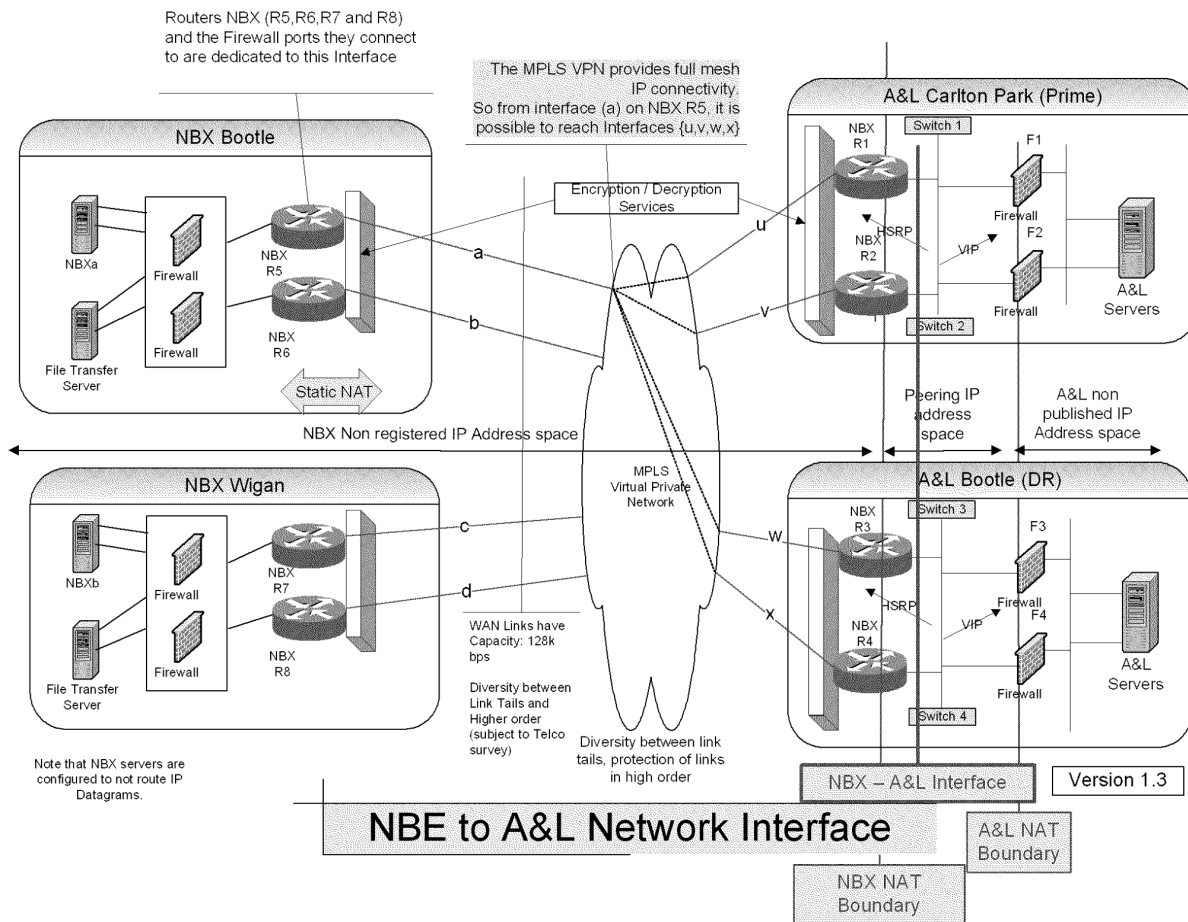 Routers NBX (R5,R6,R7 and R8)
and the Firewall ports they connect
to are dedicated to this Interface
The MPLS VPN provides full mesh
IP connectivity.
So from interface (a) on NBX R5, it is
possible to reach Interfaces {u,v,w,x}
NBX Bootle
NBXa
File Transfer
Server
Firewall
Firewall
NBX
R5
NBX
R6
Static NAT
a
b
Encryption / Decryption
Services
u
v
A&L Carlton Park (Prime)
NBX
R1
Switch 1
F1
Firewall
HSRP
NBX
R2
VIP
F2
Firewall
Switch 2
A&L
Servers
NBX Non registered IP Address space
Peering IP
address
space
A&L non
published IP
Address space
NBX Wigan
NBXb
File Transfer
Server
Firewall
Firewall
NBX
R7
NBX
R8
c
d
MPLS
Virtual Private
Network
w
x
A&L Bootle (DR)
NBX
R3
Switch 3
F3
Firewall
HSRP
NBX
R4
VIP
F4
Firewall
Switch 4
A&L
Servers
WAN Links have
Capacity: 128k
bps
Diversity between
Link Tails and
Higher order
(subject to Telco
survey)
Diversity between link
tails, protection of links
in high order
Note that NBX servers are
configured to not route IP
Datagrams.
NBX – A&L Interface
Version 1.3
NBE to A&L Network Interface
A&L NAT
Boundary
NBX NAT
Boundary